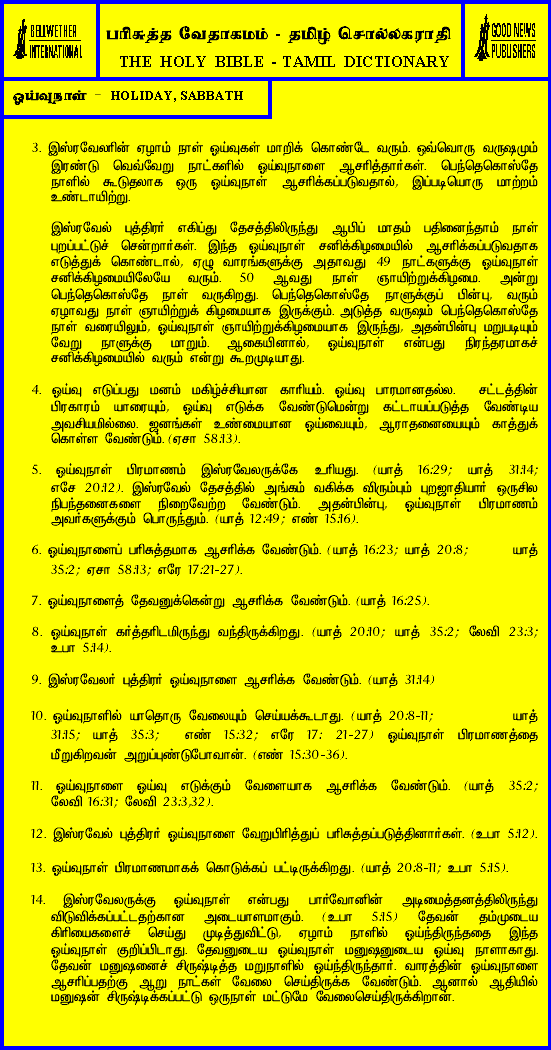 BELLWETHER
INTERNATIONAL
பரிசுத்த வேதாகமம் - தமிழ் சொல்லகராதி
THE HOLY BIBLE - TAMIL DICTIONARY
GOOD NEWS
PUBLISHERS
ஓய்வுநாள் - HOLIDAY, SABBATH
3. இஸ்ரவேலரின் ஏழாம் நாள் ஓய்வுகள் மாறிக் கொண்டே வரும். ஒவ்வொரு வருஷமும்
இரண்டு வெவ்வேறு நாட்களில் ஓய்வுநாளை ஆசரித்தார்கள். பெந்தெகொஸ்தே
நாளில் கூடுதலாக ஒரு ஓய்வுநாள் ஆசரிக்கப்படுவதால், இப்படியொரு மாற்றம்
உண்டாயிற்று.
இஸ்ரவேல் புத்திரர் எகிப்து தேசத்திலிருந்து ஆபிப் மாதம் பதினைந்தாம் நாள்
புறப்பட்டுச் சென்றார்கள். இந்த ஓய்வுநாள் சனிக்கிழமையில் ஆசரிக்கப்படுவதாக
எடுத்துக் கொண்டால், ஏழு வாரங்களுக்கு அதாவது 49 நாட்களுக்கு ஓய்வுநாள்
சனிக்கிழமையிலேயே வரும். 50 ஆவது நாள் ஞாயிற்றுக்கிழமை. அன்று
பெந்தெகொஸ்தே நாள் வருகிறது. பெந்தெகொஸ்தே நாளுக்குப் பின்பு, வரும்
ஏழாவது நாள் ஞாயிற்றுக் கிழமையாக இருக்கும். அடுத்த வருஷம் பெந்தெகொஸ்தே
நாள் வரையிலும், ஓய்வுநாள் ஞாயிற்றுக்கிழமையாக இருந்து, அதன்பின்பு மறுபடியும்
வேறு நாளுக்கு மாறும். ஆகையினால், ஓய்வுநாள் என்பது நிரந்தரமாகச்
சனிக்கிழமையில் வரும் என்று கூறமுடியாது.
4. ஓய்வு எடுப்பது மனம் மகிழ்ச்சியான காரியம். ஓய்வு பாரமானதல்ல. சட்டத்தின்
பிரகாரம் யாரையும், ஓய்வு எடுக்க வேண்டுமென்று கட்டாயப்படுத்த வேண்டிய
அவசியமில்லை. ஜனங்கள் உண்மையான ஓய்வையும், ஆராதனையையும் காத்துக்
கொள்ள வேண்டும். (ஏசா 58:13).
5. ஓய்வுநாள் பிரமாணம் இஸ்ரவேலருக்கே உரியது. (யாத் 16:29; யாத் 31:14;
எசே 20:12). இஸ்ரவேல் தேசத்தில் அங்கம் வகிக்க விரும்பும் புறஜாதியார் ஒருசில
நிபந்தனைகளை நிறைவேற்ற வேண்டும். அதன்பின்பு, ஓய்வுநாள் பிரமாணம்
அவர்களுக்கும் பொருந்தும். (யாத் 12:49; எண் 15:16).
6. ஓய்வுநாளைப் பரிசுத்தமாக ஆசரிக்க வேண்டும். (யாத் 16:23; யாத் 20:8; யாத்
35:2; ஏசா 58:13; எரே 17:21-27).
7. ஓய்வுநாளைத் தேவனுக்கென்று ஆசரிக்க வேண்டும். (யாத் 16:25).
8. ஓய்வுநாள் கர்த்தரிடமிருந்து வந்திருக்கிறது. (யாத் 20:10; யாத் 35:2; லேவி 23:3;
உபா 5:14).
9. இஸ்ரவேலர் புத்திரர் ஓய்வுநாளை ஆசரிக்க வேண்டும். (யாத் 31:14)
10. ஓய்வுநாளில் யாதொரு வேலையும் செய்யக்கூடாது. (யாத் 20:8-11; யாத்
31:15; யாத் 35:3; எண் 15:32; எரே 17: 21-27) ஓய்வுநாள் பிரமாணத்தை
மீறுகிறவன் அறுப்புண்டுபோவான். (எண் 15:30-36).
11. ஓய்வுநாளை ஓய்வு எடுக்கும் வேளையாக ஆசரிக்க வேண்டும். (யாத் 35:2;
லேவி 16:31; லேவி 23:3,32).
12. இஸ்ரவேல் புத்திரர் ஓய்வுநாளை வேறுபிரித்துப் பரிசுத்தப்படுத்தினார்கள். (உபா 5:12).
13. ஓய்வுநாள் பிரமாணமாகக் கொடுக்கப் பட்டிருக்கிறது. (யாத் 20:8-11; உபா 5:15).
14. இஸ்ரவேலருக்கு ஓய்வுநாள் என்பது பார்வோனின் அடிமைத்தனத்திலிருந்து
விடுவிக்கப்பட்டதற்கான அடையாளமாகும். (உபா 5:15) தேவன் தம்முடைய
கிரியைகளைச் செய்து முடித்துவிட்டு, ஏழாம் நாளில் ஓய்ந்திருந்ததை இந்த
ஓய்வுநாள் குறிப்பிடாது. தேவனுடைய ஓய்வுநாள் மனுஷனுடைய ஓய்வு நாளாகாது.
தேவன் மனுஷனைச் சிருஷ்டித்த மறுநாளில் ஓய்ந்திருந்தார். வாரத்தின் ஓய்வுநாளை
ஆசரிப்பதற்கு ஆறு நாட்கள் வேலை செய்திருக்க வேண்டும். ஆனால் ஆதியில்
மனுஷன் சிருஷ்டிக்கப்பட்டு ஒருநாள் மட்டுமே வேலைசெய்திருக்கிறான்.